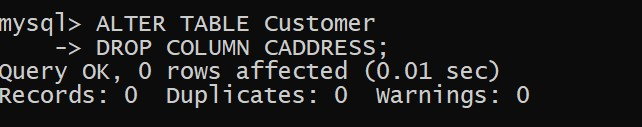 mysql> ALTER TABLE Customer
    -> DROP COLUMN CADDRESS;
Query OK, 0 rows affected (0.01 sec)
Records: 0  Duplicates: 0  Warnings: 0